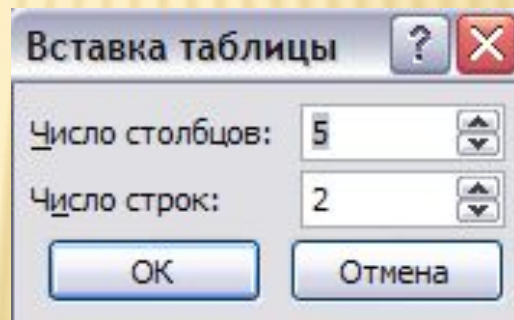 Вставка таблицы ?
Число столбцов: 5
Число строк: 2
ОК Отмена